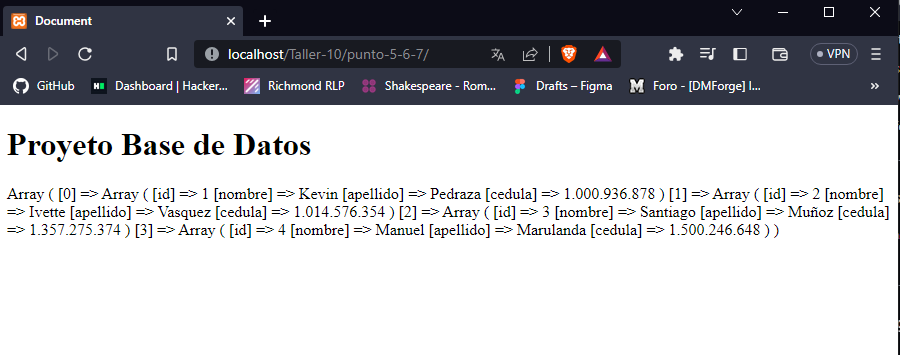 Document
localhost/Taller-10/punto-5-6-7/
VPN
GitHub
Dashboard | Hacker...
Richmond RLP
Shakespeare - Rom...
Drafts – Figma
Foro - [DMForge] I...
Proyeto Base de Datos
Array ( [0] => Array ( [id] => 1 [nombre] => Kevin [apellido] => Pedraza [cedula] => 1.000.936.878 ) [1] => Array ( [id] => 2 [nombre]
=> Ivette [apellido] => Vasquez [cedula] => 1.014.576.354 ) [2] => Array ( [id] => 3 [nombre] => Santiago [apellido] => Muñoz [cedula]
=> 1.357.275.374 ) [3] => Array ( [id] => 4 [nombre] => Manuel [apellido] => Marulanda [cedula] => 1.500.246.648 ) )